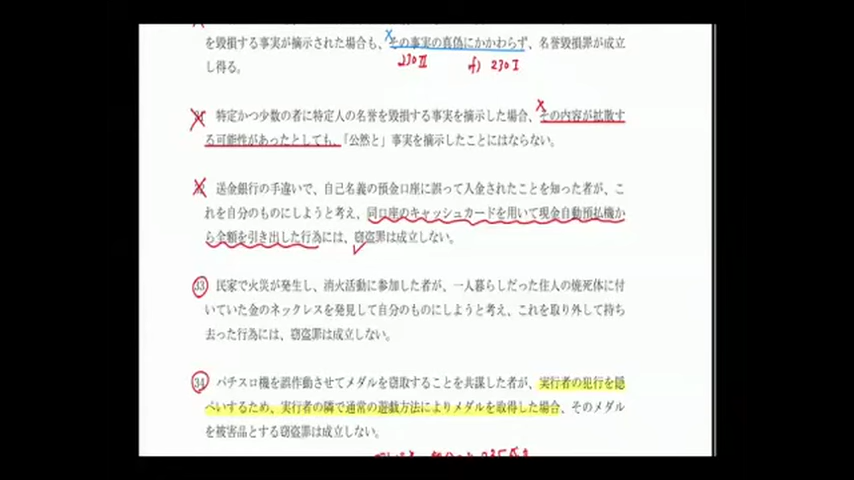 を毀損する事実が摘示された場合も、その事実の真偽にかかわらず、名誉毀損罪が成立
し得る。
230 II
230 I
特定かつ少数の者に特定人の名誉を毀損する事実を摘示した場合、その内容が拡散す
る可能性があったとしても、「公然と」事実を摘示したことにはならない。
送金銀行の手違いで、自己名義の預金口座に誤って入金されたことを知った者が、こ
れを自分のものにしようと考え、同口座のキャッシュカードを用いて現金自動預払機か
ら全額を引き出した行為には、窃盗罪は成立しない。
33 民家で火災が発生し、消火活動に参加した者が、一人暮らしだった住人の焼死体に付
いていた金のネックレスを発見して自分のものにしようと考え、これを取り外して持ち
去った行為には、窃盗罪は成立しない。
34 パチスロ機を誤作動させてメダルを窃取することを共謀した者が、実行者の犯行を隠
ぺいするため、実行者の隣で通常の遊戯方法によりメダルを取得した場合、そのメダル
を被害品とする窃盗罪は成立しない。